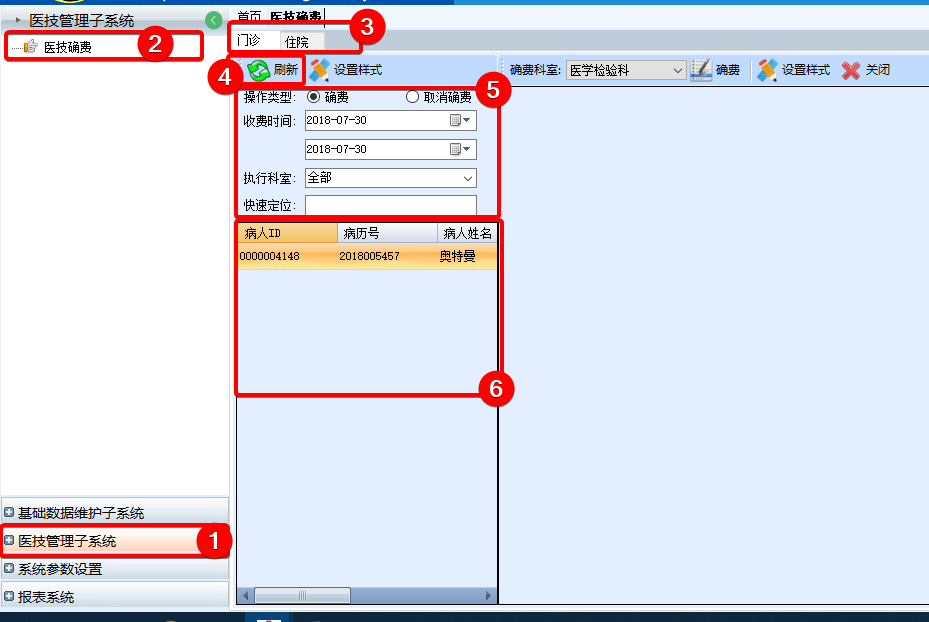 医技管理子系统
首页 医技确费
医技确费
2
3
门诊 住院
4
刷新 设置样式
确费科室: 医学检验科 确费 设置样式 关闭
5
操作类型: 确费 取消确费
收费时间: 2018-07-30
2018-07-30
执行科室: 全部
快速定位:
病人ID 病历号 病人姓名
0000004148 2018005457 奥特曼
6
基础数据维护子系统
医技管理子系统
1
系统参数设置
报表系统